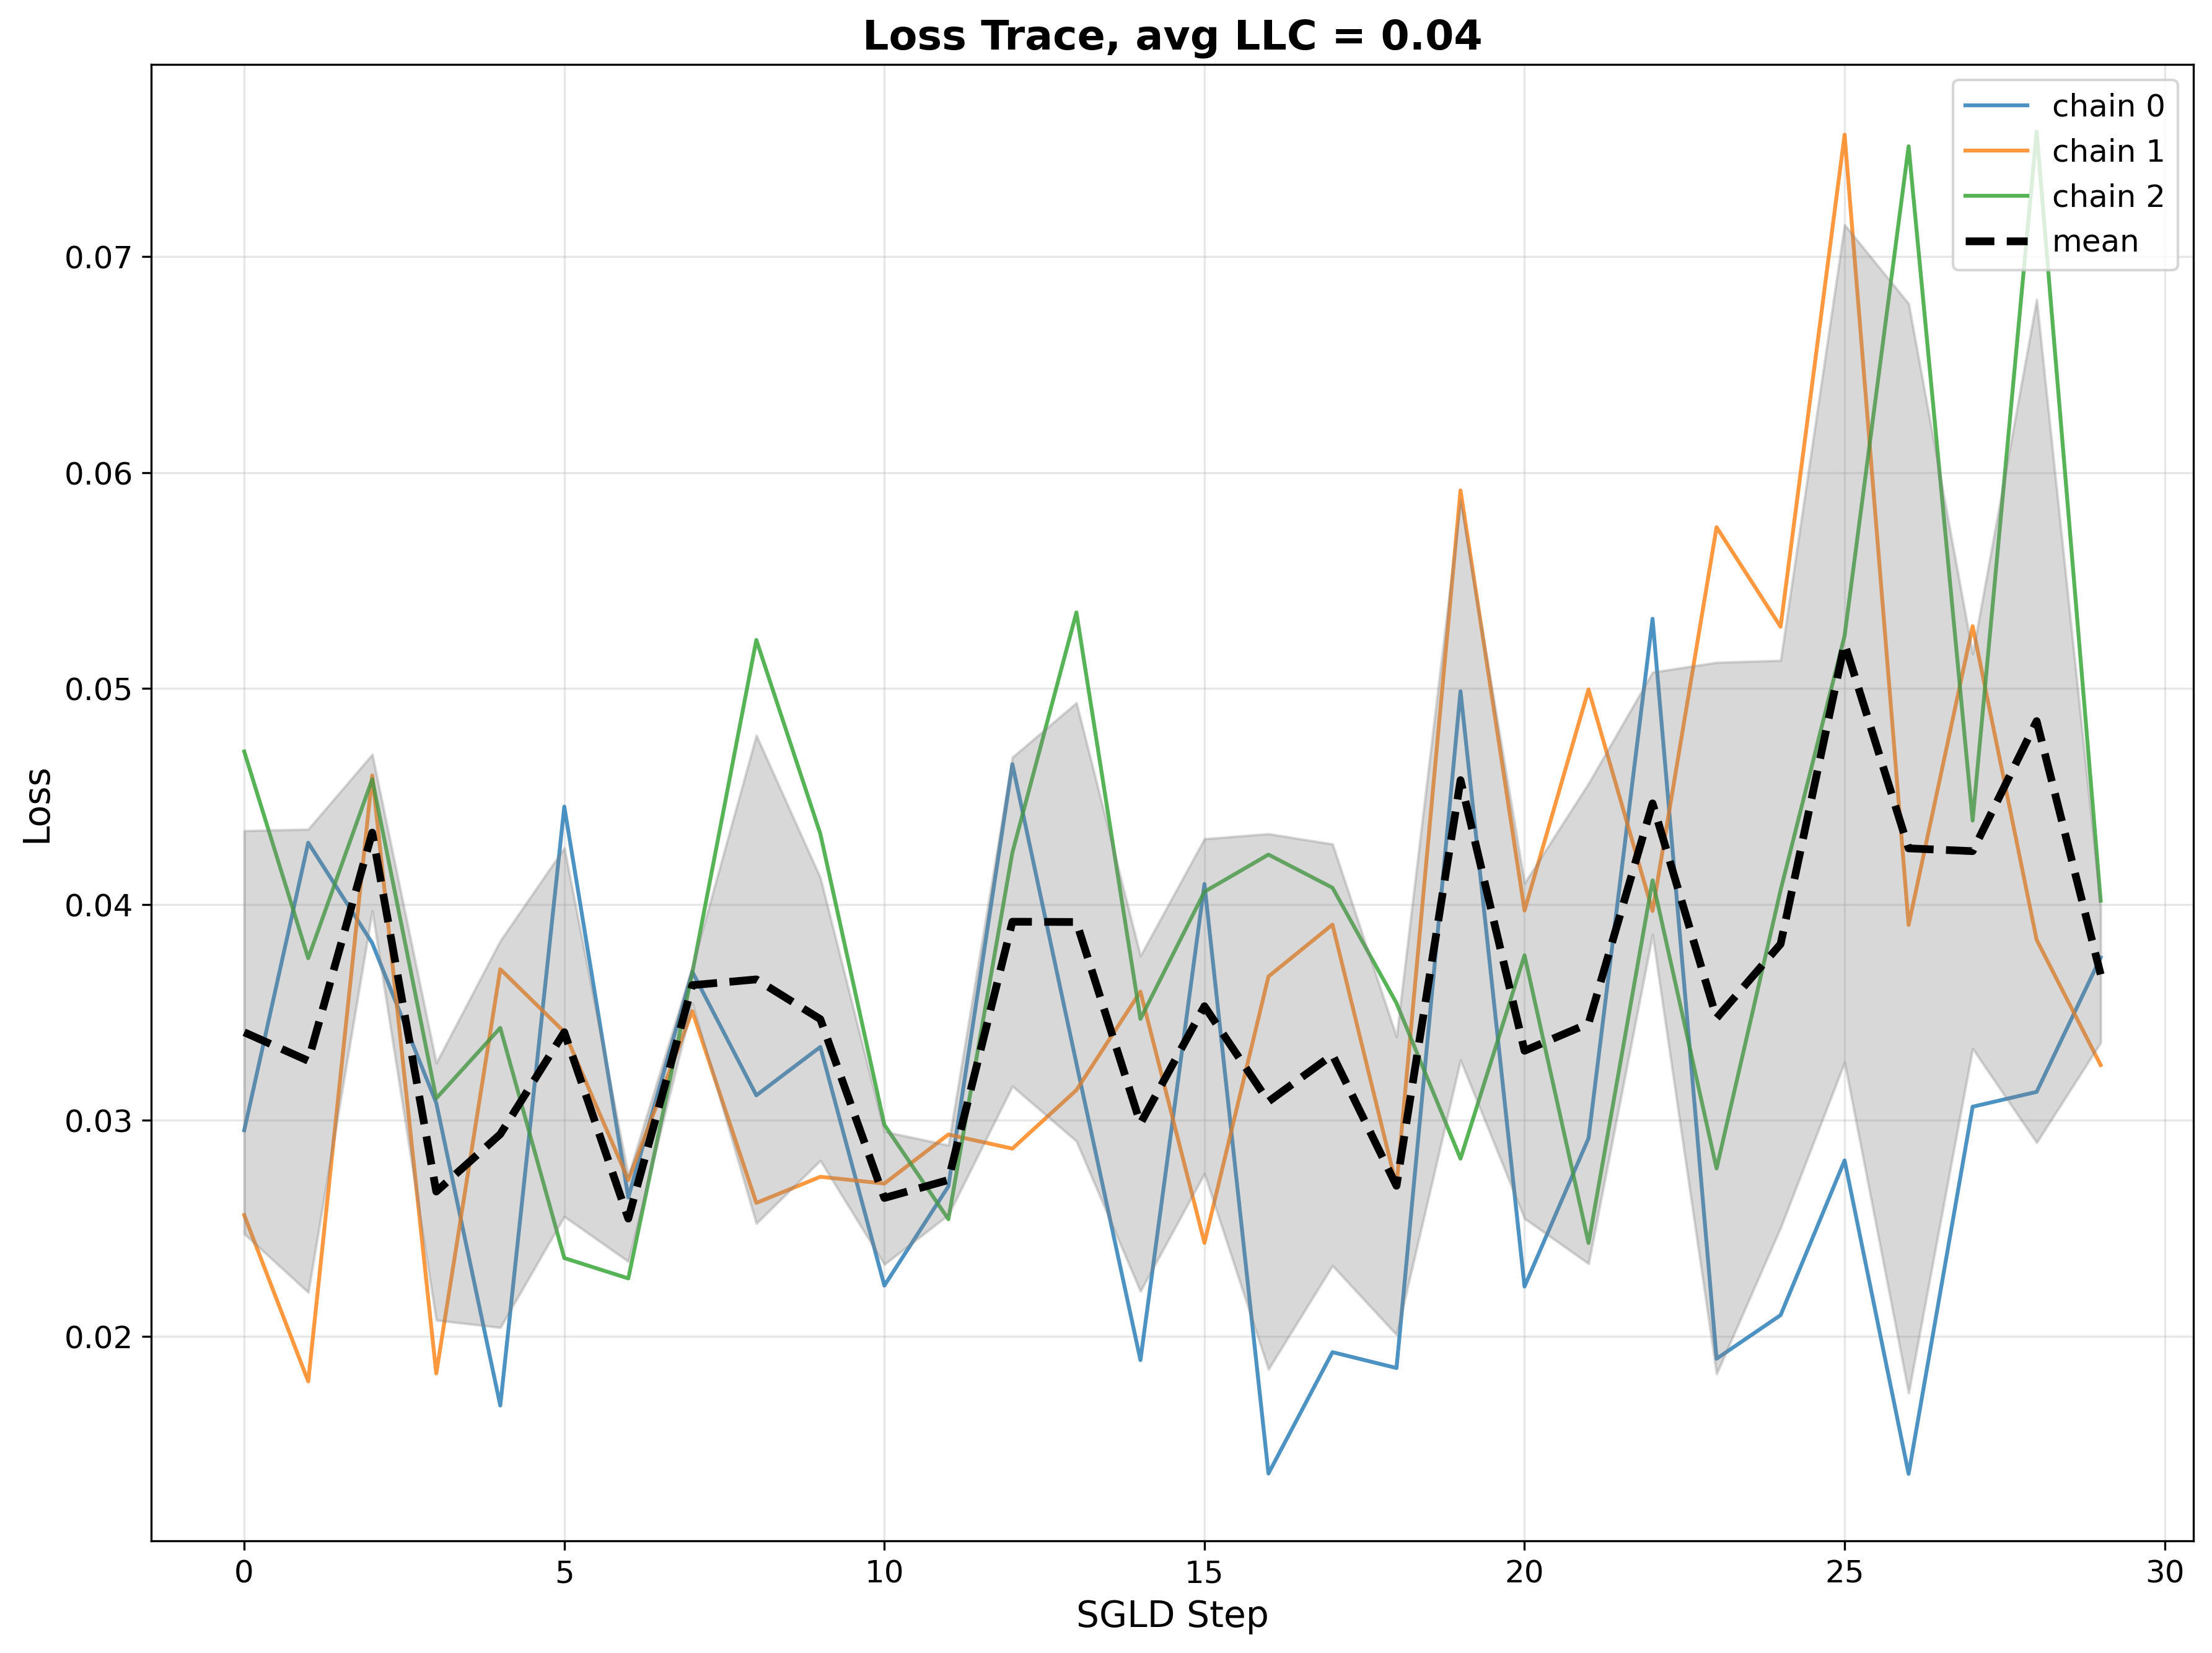 Loss Trace, avg LLC = 0.04
chain 0
chain 1
chain 2
mean
Loss
0.07
0.06
0.05
0.04
0.03
0.02
0 5 10 15 20 25 30
SGLD Step